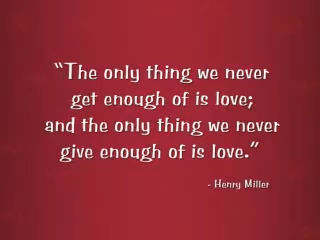 “The only thing we never
get enough of is love;
and the only thing we never
give enough of is love.”
- Henry Miller